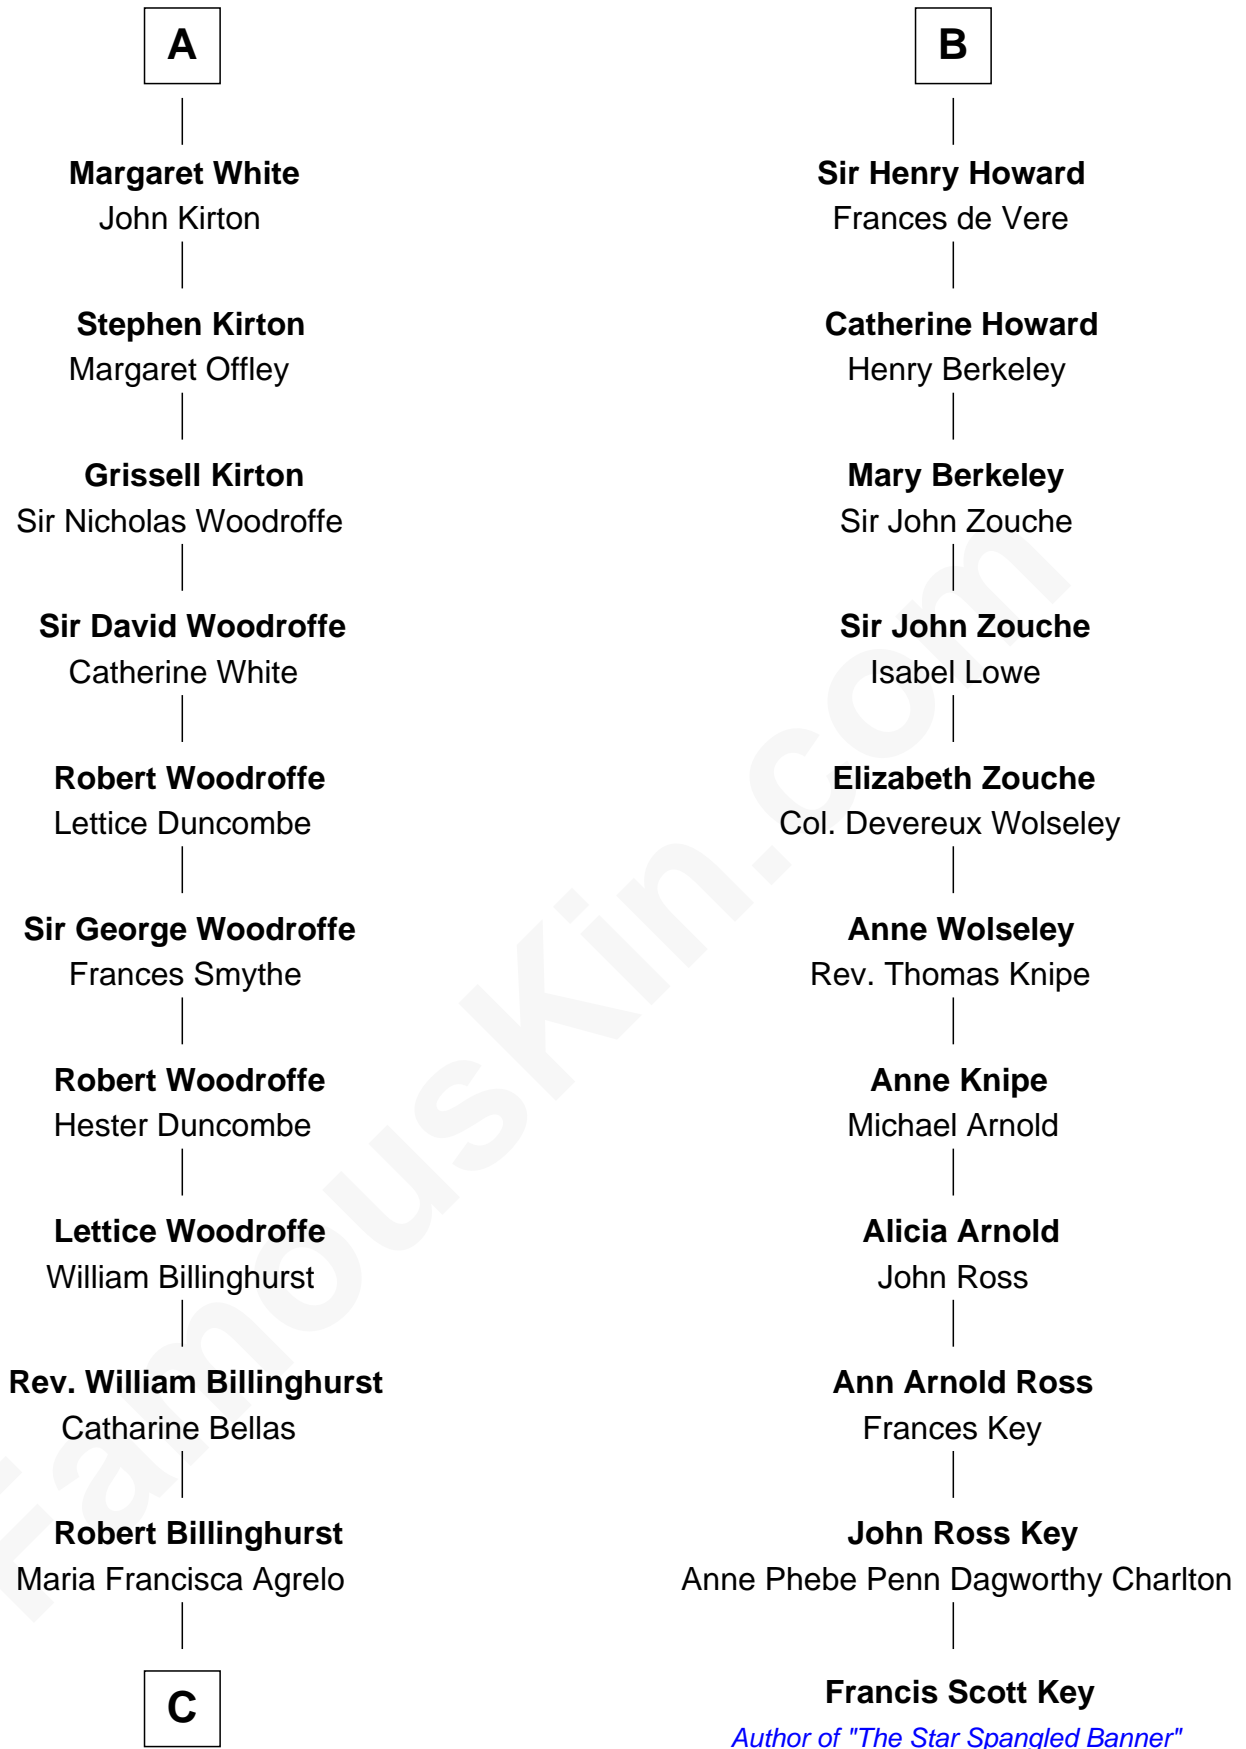 A
Margaret White
John Kirton
Stephen Kirton
Margaret Offley
Grissell Kirton
Sir Nicholas Woodroffe
Sir David Woodroffe
Catherine White
Robert Woodroffe
Lettice Duncombe
Sir George Woodroffe
Frances Smythe
Robert Woodroffe
Hester Duncombe
Lettice Woodroffe
William Billinghurst
Rev. William Billinghurst
Catharine Bellas
Robert Billinghurst
Maria Francisca Agrelo
C
B
Sir Henry Howard
Frances de Vere
Catherine Howard
Henry Berkeley
Mary Berkeley
Sir John Zouche
Sir John Zouche
Isabel Lowe
Elizabeth Zouche
Col. Devereux Wolseley
Anne Wolseley
Rev. Thomas Knipe
Anne Knipe
Michael Arnold
Alicia Arnold
John Ross
Ann Arnold Ross
Frances Key
John Ross Key
Anne Phebe Penn Dagworthy Charlton
Francis Scott Key
Author of "The Star Spangled Banner"
FamousKin.com